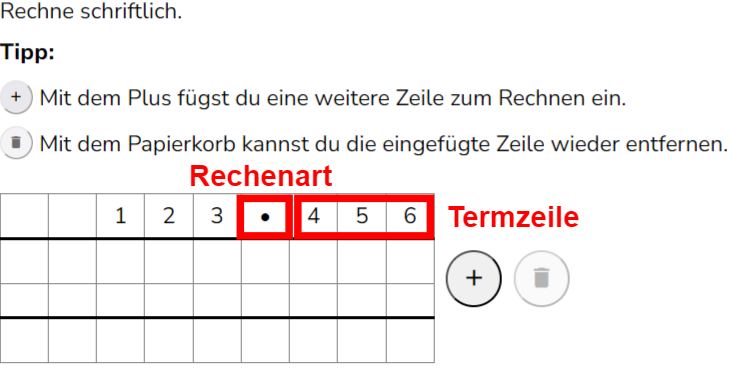 Rechne schriftlich.
Tipp:
+ Mit dem Plus fügst du eine weitere Zeile zum Rechnen ein.
Mit dem Papierkorb kannst du die eingefügte Zeile wieder entfernen.
Rechenart
1 2 3 • 4 5 6 Termzeile
+